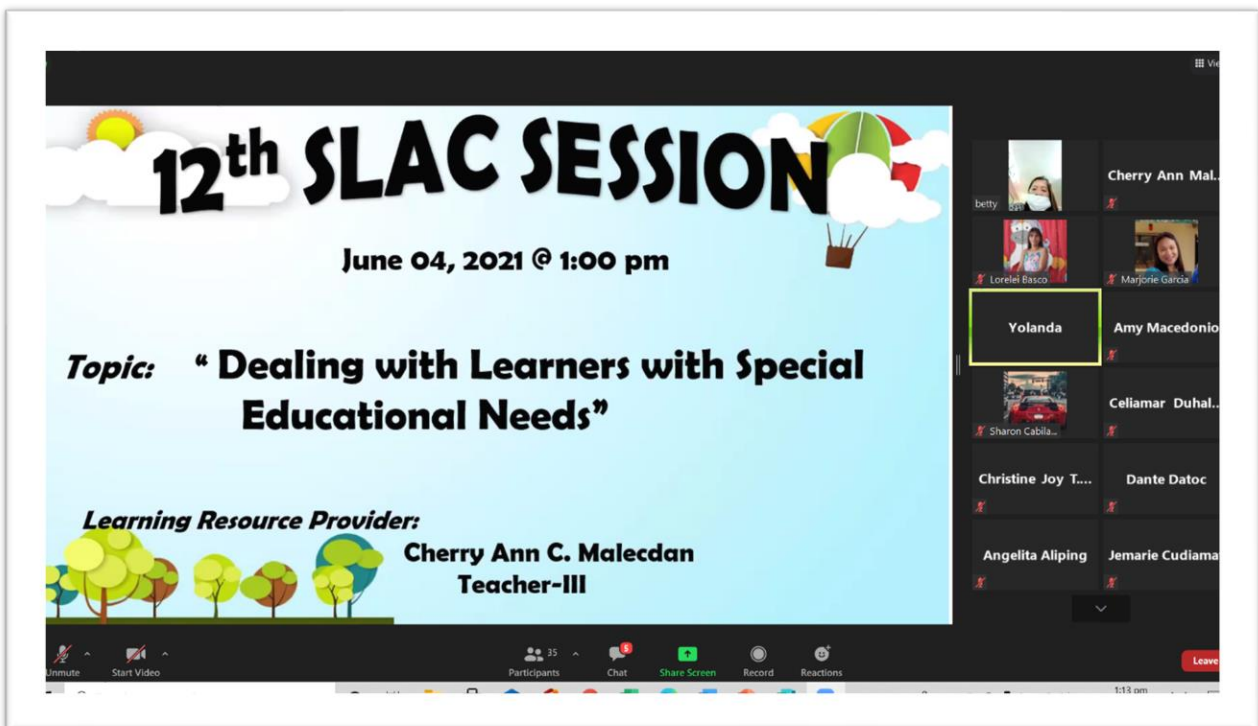 Vie
12th SLAC SESSION
June 04, 2021 @ 1:00 pm
Topic: “ Dealing with Learners with Special
Educational Needs”
Learning Resource Provider:
Cherry Ann C. Malecdan
Teacher-III
betty
Cherry Ann Mal...
Lorelei Basco
Marjorie Garcia
Yolanda
Amy Macedonio
Sharon Cabila...
Celiamar Duhal...
Christine Joy T....
Dante Datoc
Angelita Aliping
Jemarie Cudiama
Unmute
Start Video
35
Participants
5
Chat
Share Screen
Record
Reactions
Leave
1:13 pm